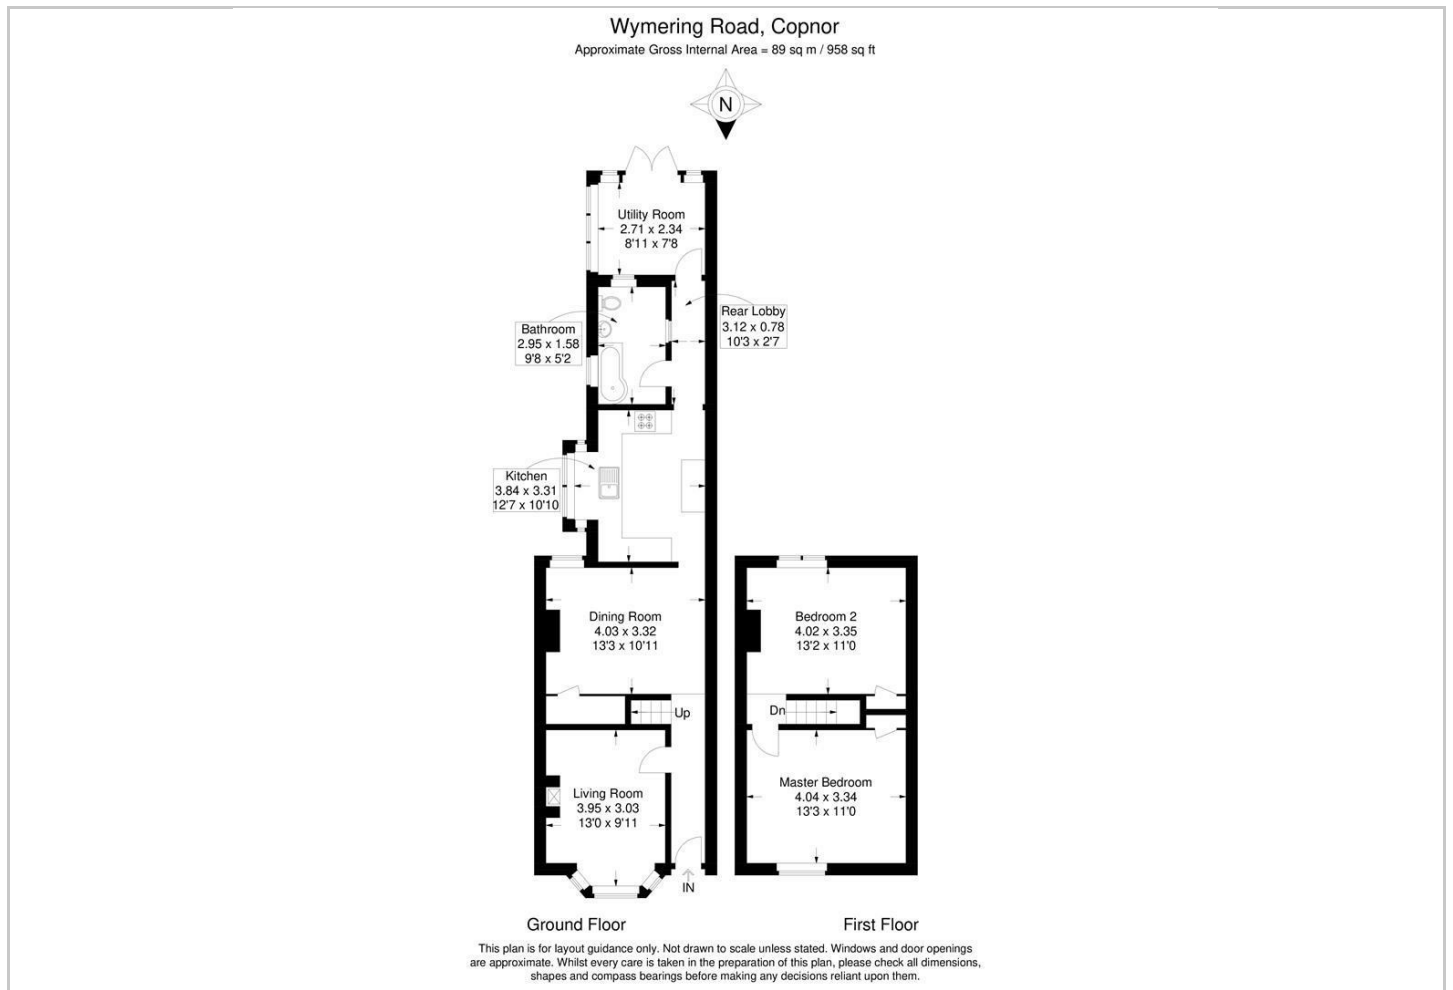 Wymering Road, Copnor
Approximate Gross Internal Area = 89 sq m / 958 sq ft
N
Utility Room
2.71 x 2.34
8'11 x 7'8
Rear Lobby
3.12 x 0.78
10'3 x 2'7
Bathroom
2.95 x 1.58
9'8 x 5'2
Kitchen
3.84 x 3.31
12'7 x 10'10
Dining Room
4.03 x 3.32
13'3 x 10'11
Up
Living Room
3.95 x 3.03
13'0 x 9'11
IN
Bedroom 2
4.02 x 3.35
13'2 x 11'0
Dn
Master Bedroom
4.04 x 3.34
13'3 x 11'0
Ground Floor
First Floor
This plan is for layout guidance only. Not drawn to scale unless stated. Windows and door openings
are approximate. Whilst every care is taken in the preparation of this plan, please check all dimensions,
shapes and compass bearings before making any decisions reliant upon them.